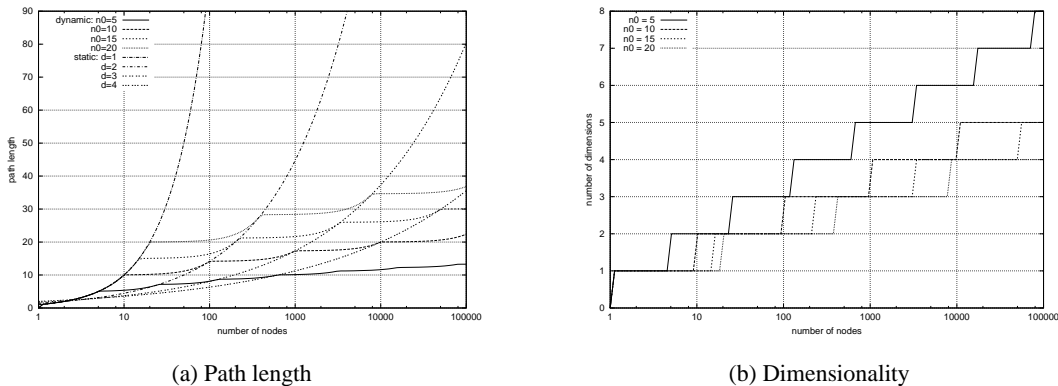 90
80
70
60
50
40
30
20
10
0
path length
dynamic: n0=5
n0=10
n0=15
n0=20
static: d=1
d=2
d=3
d=4
1 10 100 1000 10000 100000
number of nodes
(a) Path length
8
7
6
5
4
3
2
1
0
number of dimensions
n0 = 5
n0 = 10
n0 = 15
n0 = 20
1 10 100 1000 10000 100000
number of nodes
(b) Dimensionality